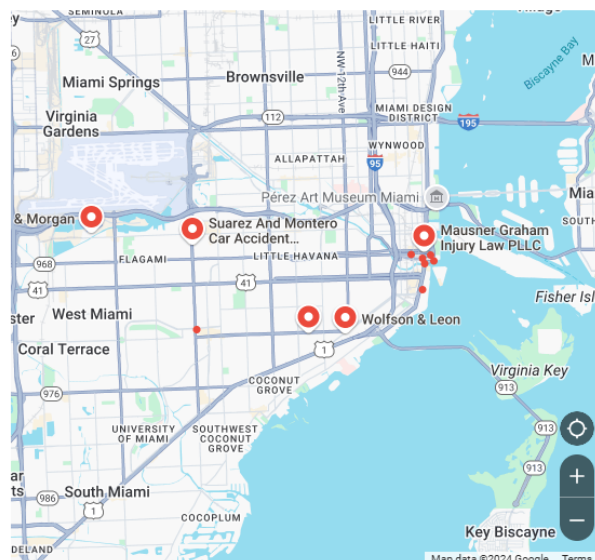 SEMINOLA
27
LITTLE RIVER
LITTLE HAITI
Biscayne Bay
Miami Springs
Brownsville
NW-12th Ave
944
Virginia
Gardens
112
MIAMI DESIGN
DISTRICT
195
WYNWOOD
ALLAPATTAH
95
Pérez Art Museum Miami
& Morgan
Suarez And Montero
Car Accident...
Mausner Graham
Injury Law PLLC
968
FLAGAMI
LITTLE HAVANA
41
41
Fisher Isl
West Miami
Wolfson & Leon
Coral Terrace
1
Virginia Key
976
COCONUT
GROVE
913
UNIVERSITY
OF MIAMI
SOUTHWEST
COCONUT
GROVE
913
913
986
South Miami
1
COCOPLUM
Key Biscayne
Map data ©2024 Google
Terms